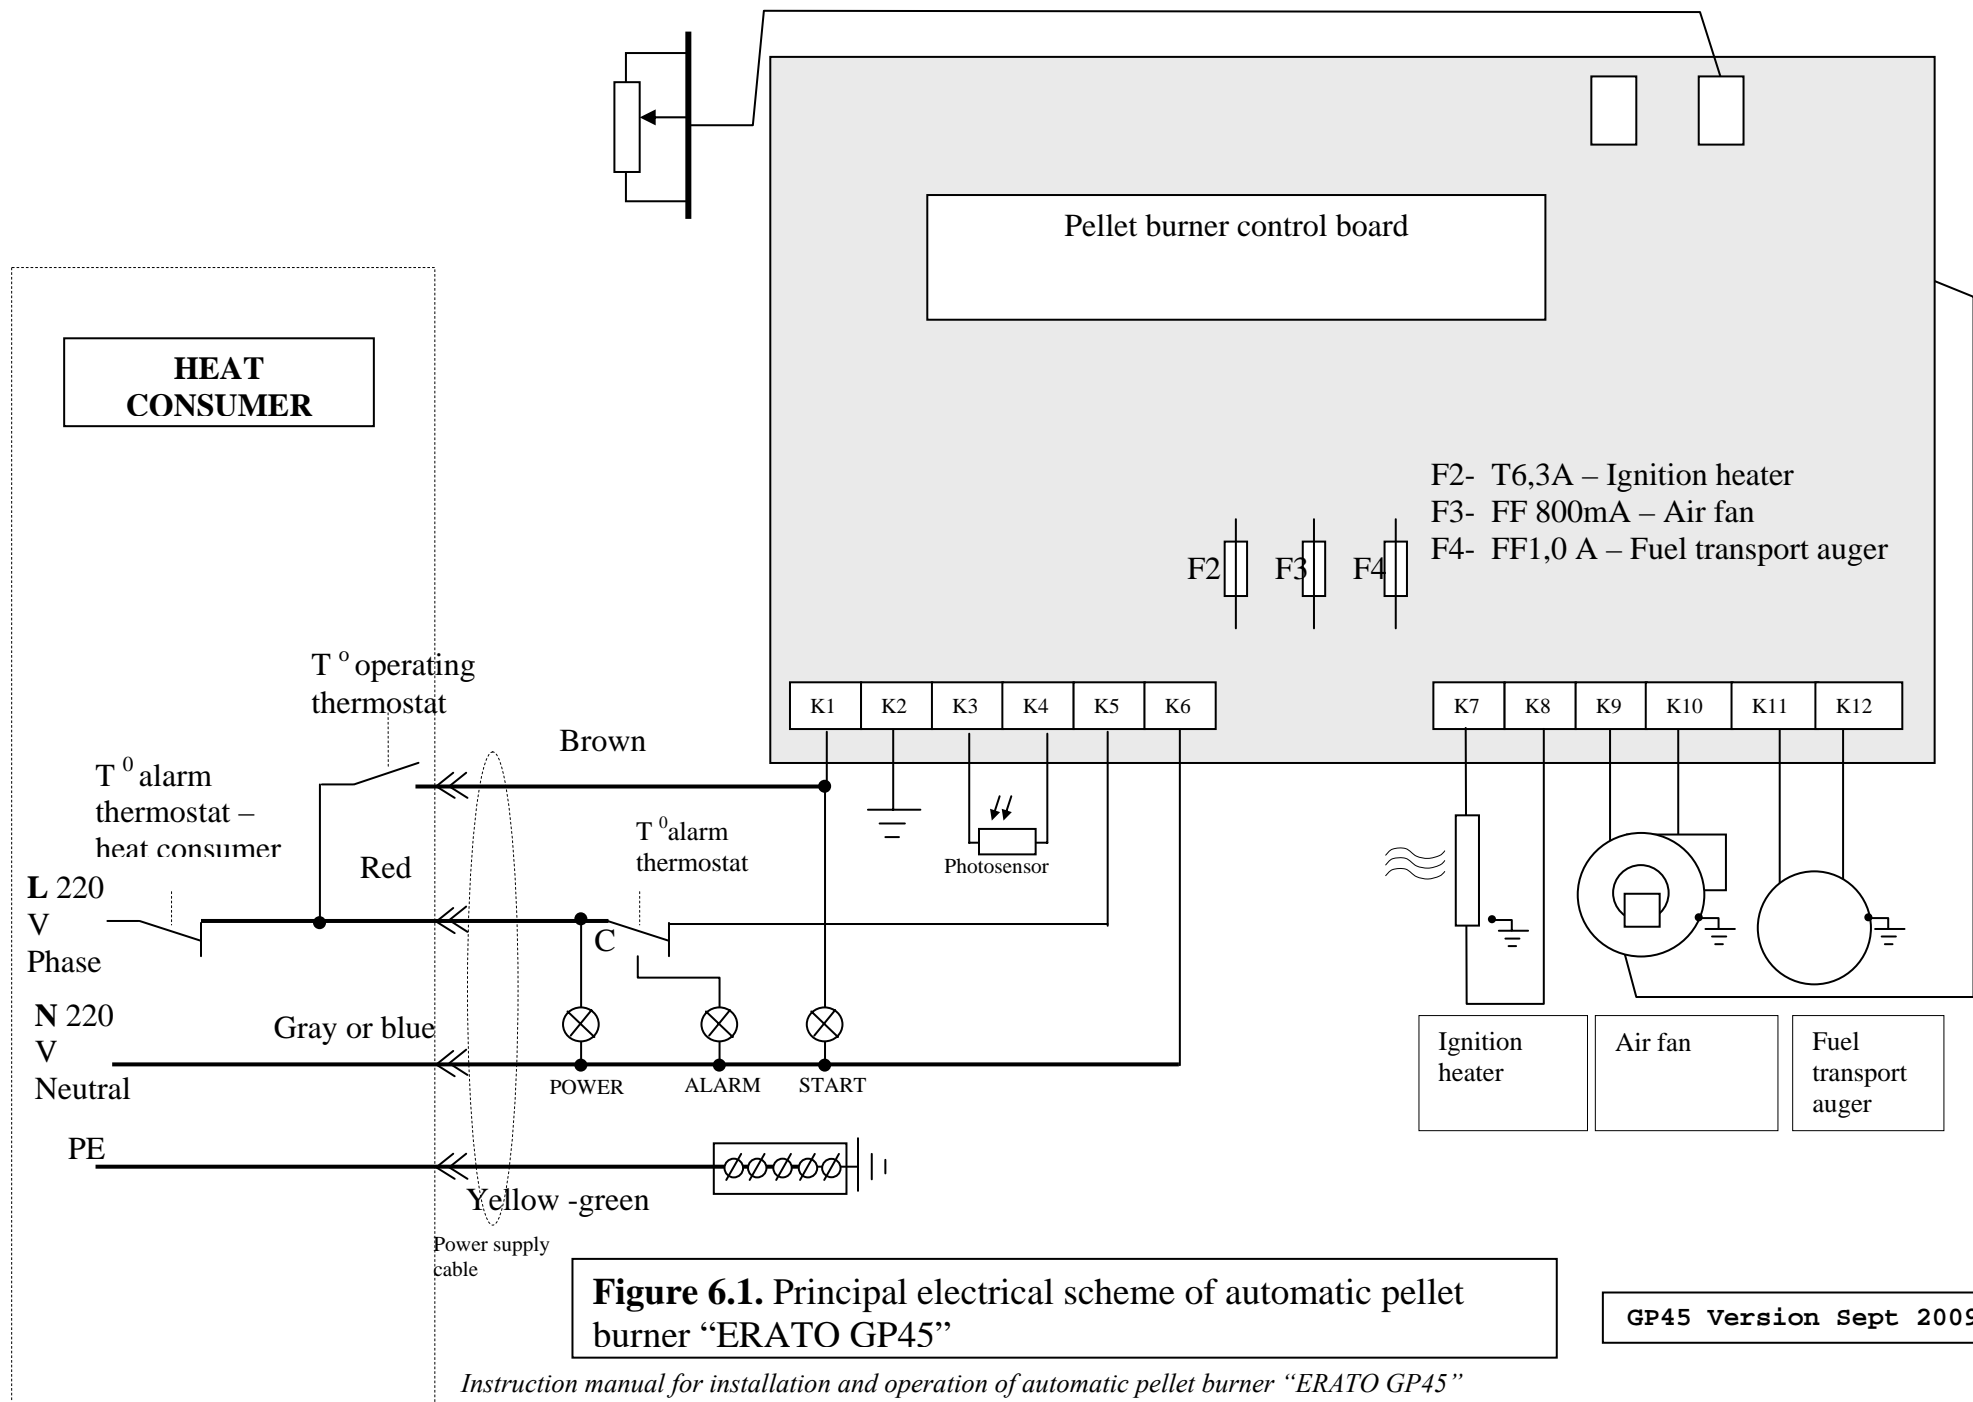 Pellet burner control board
HEAT
CONSUMER
F2- T6,3A – Ignition heater
F3- FF 800mA – Air fan
F4- FF1,0 A – Fuel transport auger
F2
F3
F4
T o operating
thermostat
K1
K2
K3
K4
K5
K6
K7
K8
K9
K10
K11
K12
Brown
T 0 alarm
thermostat –
heat consumer
T 0alarm
thermostat
Photosensor
Red
L 220
V
Phase
C
N 220
V
Neutral
Gray or blue
POWER
ALARM
START
Ignition
heater
Air fan
Fuel
transport
auger
PE
Yellow -green
Power supply
cable
Figure 6.1. Principal electrical scheme of automatic pellet
burner “ERATO GP45”
GP45 Version Sept 2009
Instruction manual for installation and operation of automatic pellet burner “ERATO GP45”